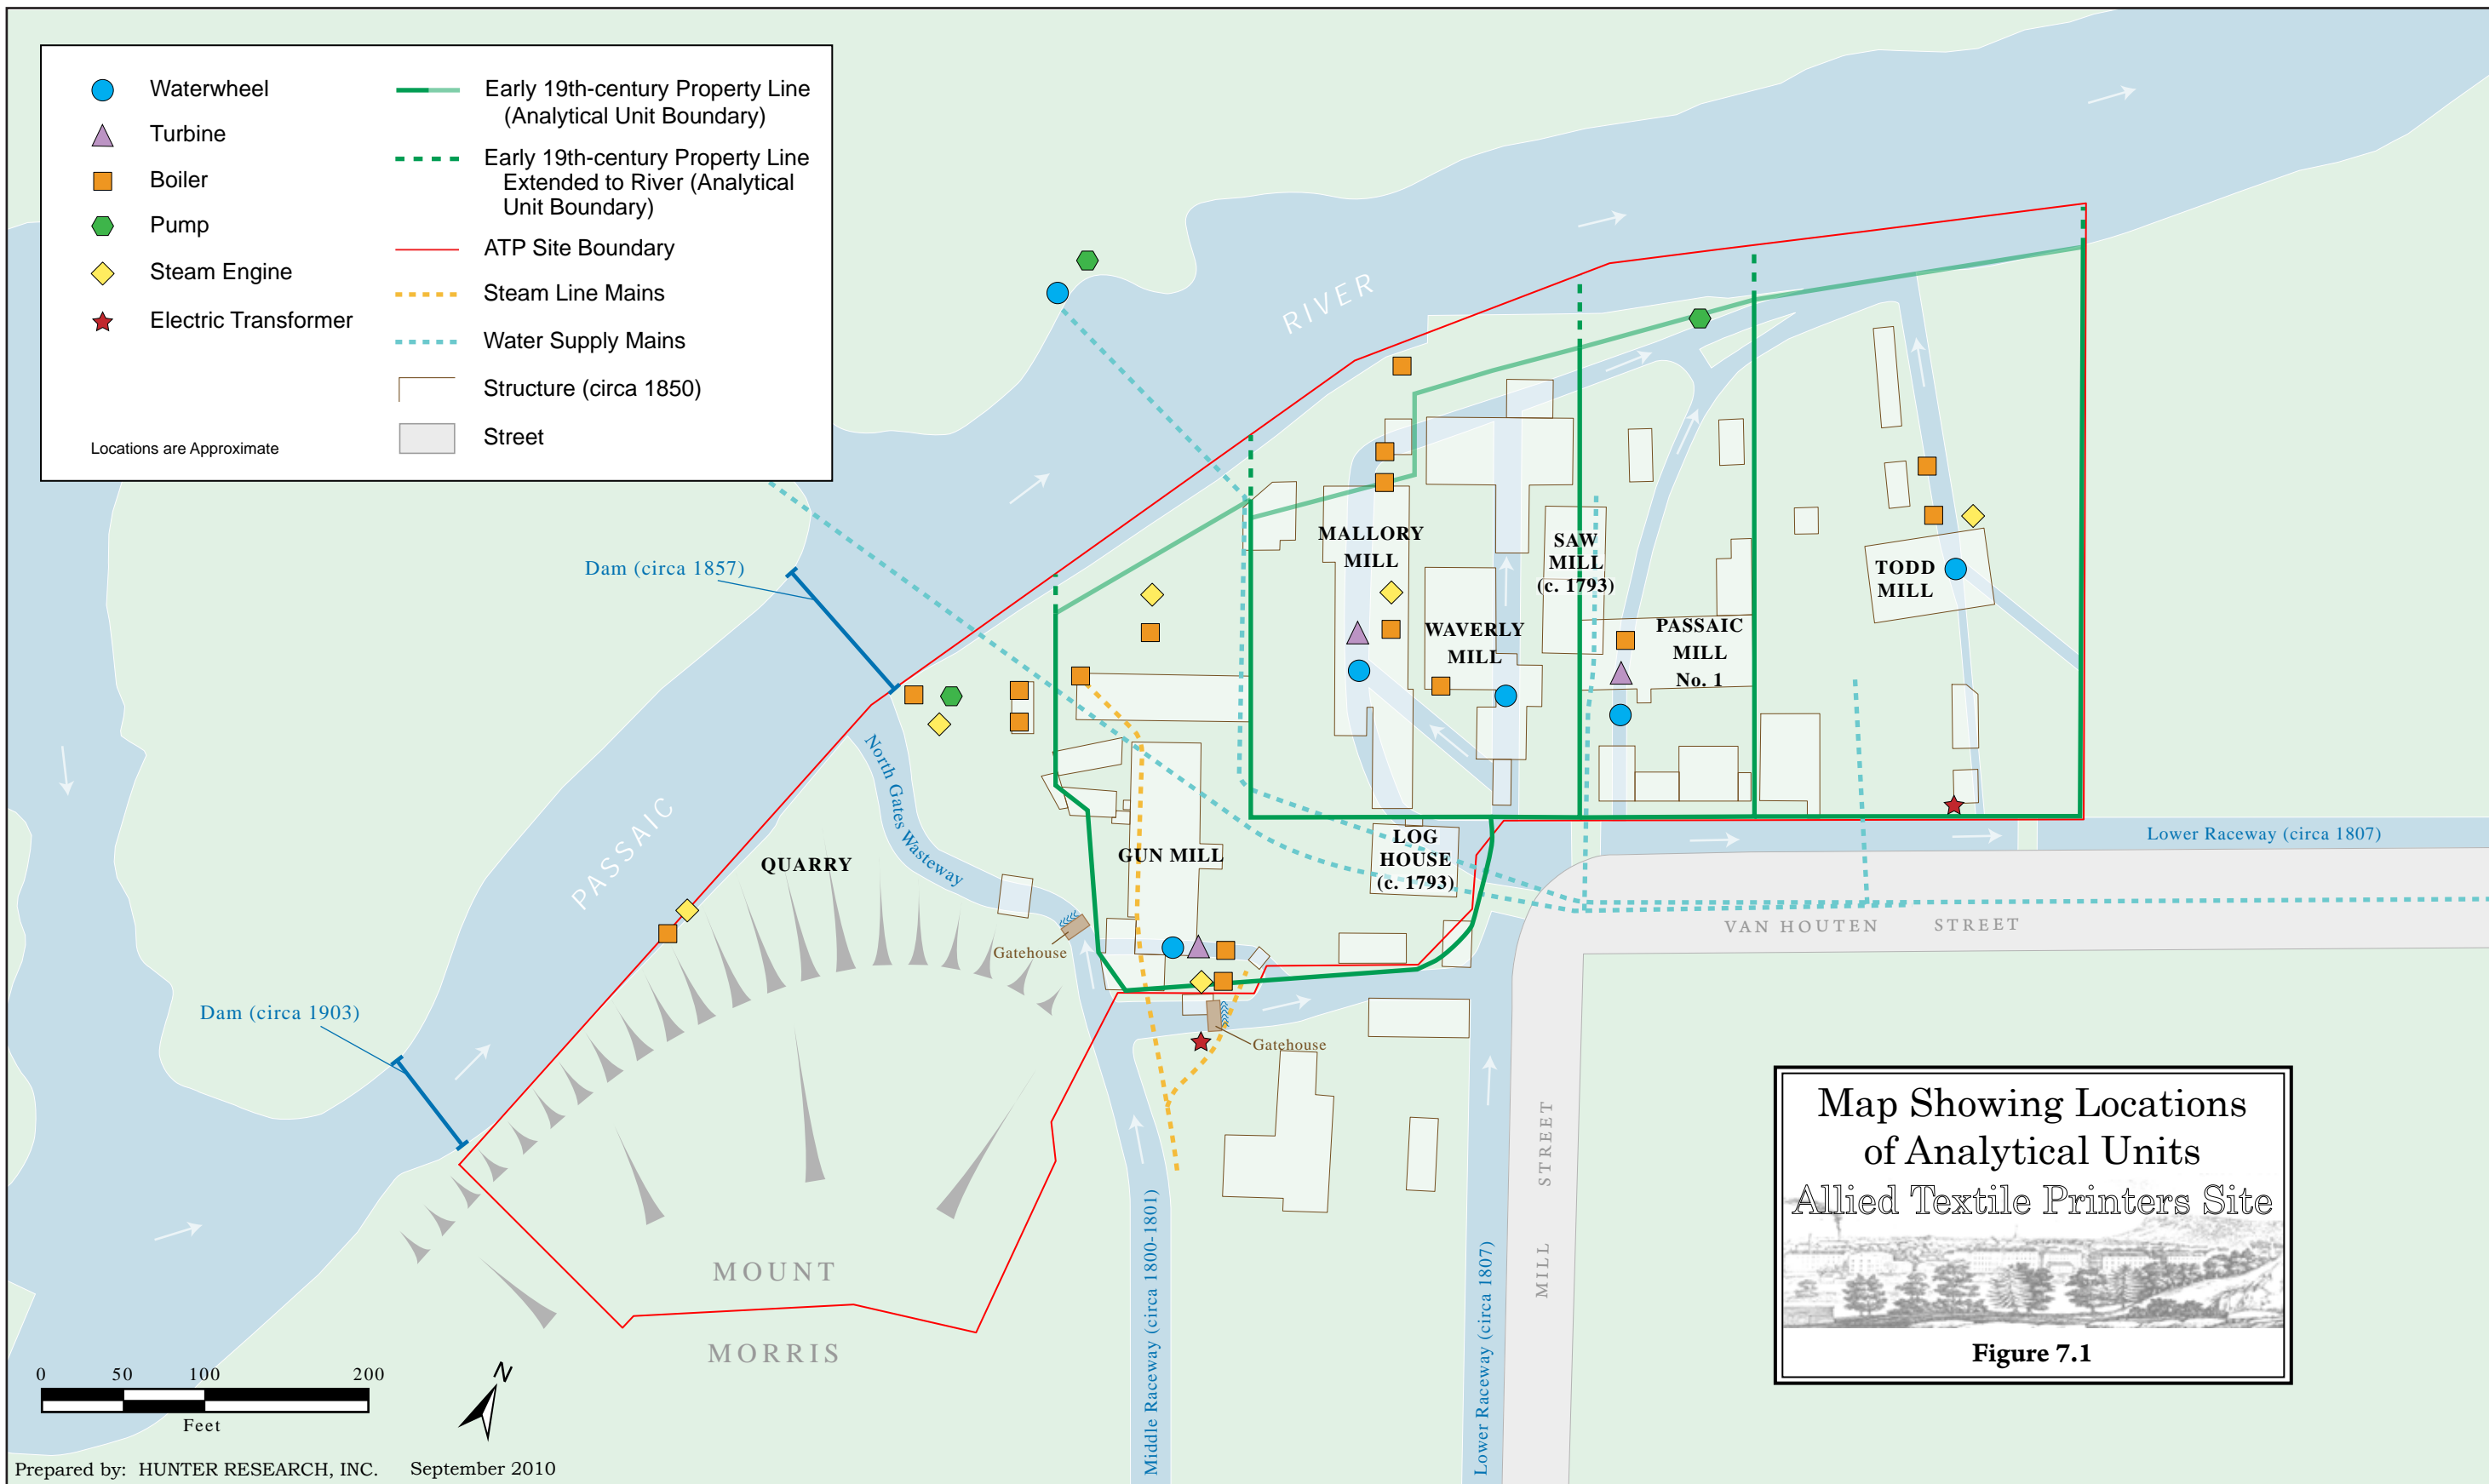 Waterwheel
Turbine
Boiler
Pump
Steam Engine
Electric Transformer
Locations are Approximate
Early 19th-century Property Line
(Analytical Unit Boundary)
Early 19th-century Property Line
Extended to River (Analytical
Unit Boundary)
ATP Site Boundary
Steam Line Mains
Water Supply Mains
Structure (circa 1850)
Street
RIVER
PASSAIC
Dam (circa 1857)
Dam (circa 1903)
North Gates Wasteway
QUARRY
MALLORY
MILL
WAVERLY
MILL
SAW
MILL
(c. 1793)
PASSAIC
MILL
No. 1
TODD
MILL
GUN MILL
LOG
HOUSE
(c. 1793)
Gatehouse
Gatehouse
Lower Raceway (circa 1807)
VAN HOUTEN STREET
MILL STREET
Middle Raceway (circa 1800-1801)
Lower Raceway (circa 1807)
MOUNT
MORRIS
Map Showing Locations
of Analytical Units
Allied Textile Printers Site
Figure 7.1
0 50 100 200
Feet
N
Prepared by: HUNTER RESEARCH, INC. September 2010